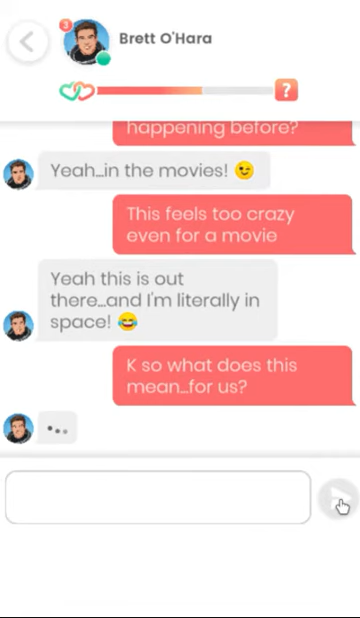 3
Brett O'Hara
?
happening before?
Yeah...in the movies! 😉
This feels too crazy
even for a movie
Yeah this is out
there...and I'm literally in
space! 😂
K so what does this
mean...for us?